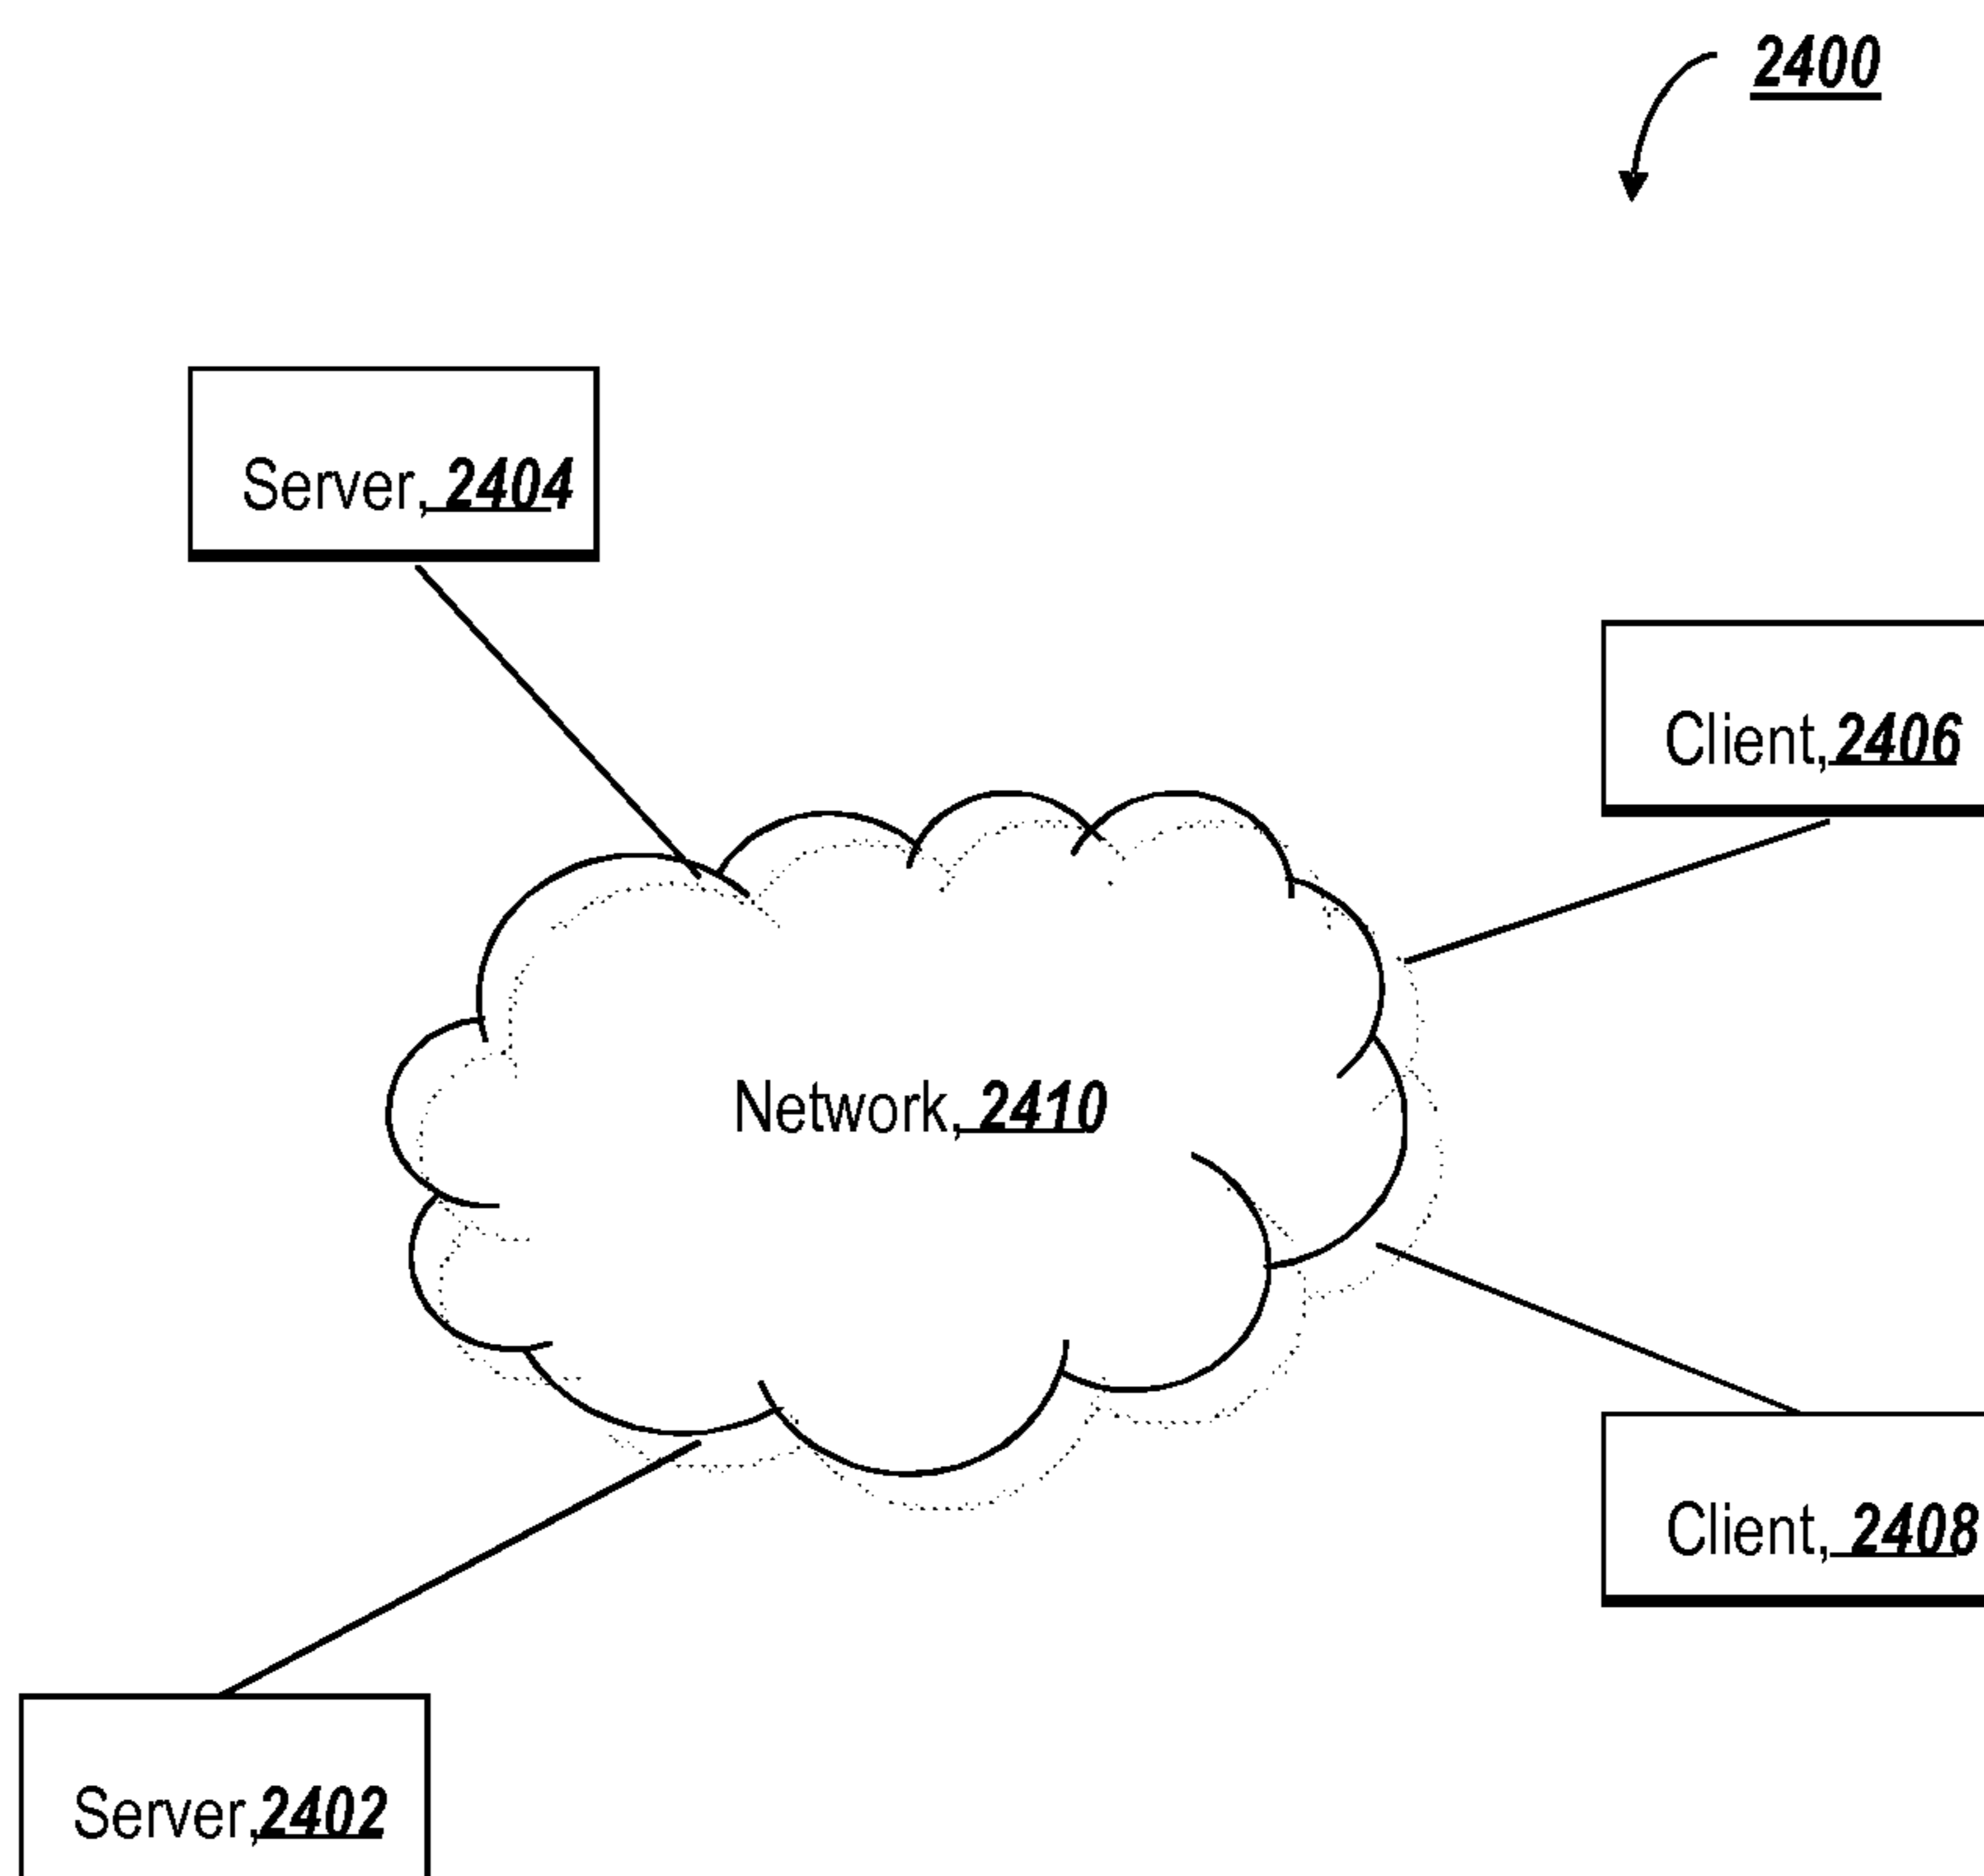 2400
Server, 2404
Client, 2406
Network, 2410
Client, 2408
Server, 2402